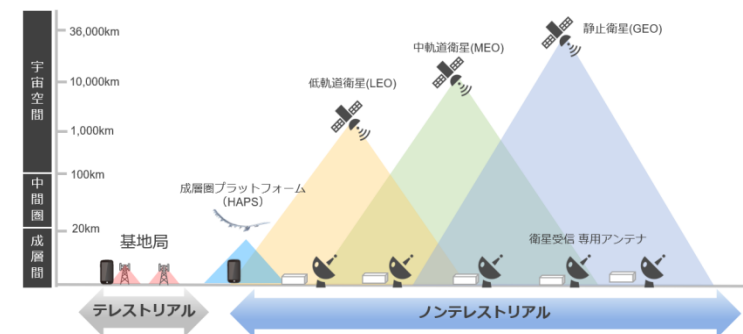 36,000km
静止衛星(GEO)
中軌道衛星(MEO)
宇宙空間
10,000km
低軌道衛星(LEO)
1,000km
100km
中間圏
成層圏プラットフォーム
（HAPS）
20km
成層間
基地局
衛星受信 専用アンテナ
テレストリアル
ノンテレストリアル